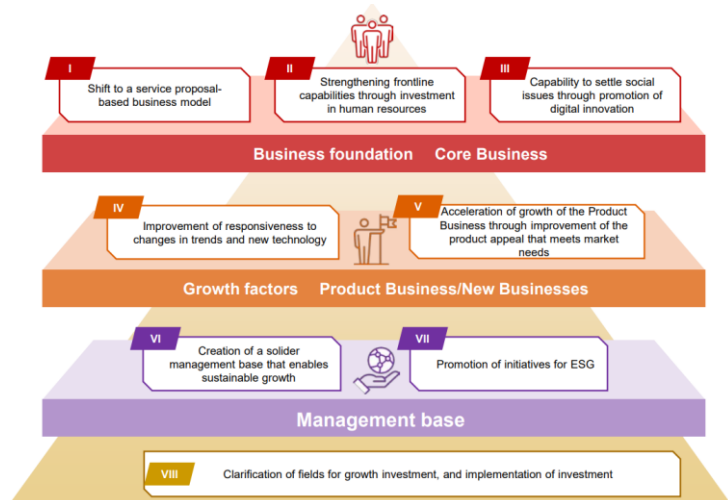 I
Shift to a service proposal-
based business model
II
Strengthening frontline
capabilities through investment
in human resources
III
Capability to settle social
issues through promotion of
digital innovation
Business foundation Core Business
IV
Improvement of responsiveness to
changes in trends and new technology
V
Acceleration of growth of the Product
Business through improvement of the
product appeal that meets market
needs
Growth factors Product Business/New Businesses
VI
Creation of a solider
management base that enables
sustainable growth
VII
Promotion of initiatives for ESG
Management base
VIII
Clarification of fields for growth investment, and implementation of investment